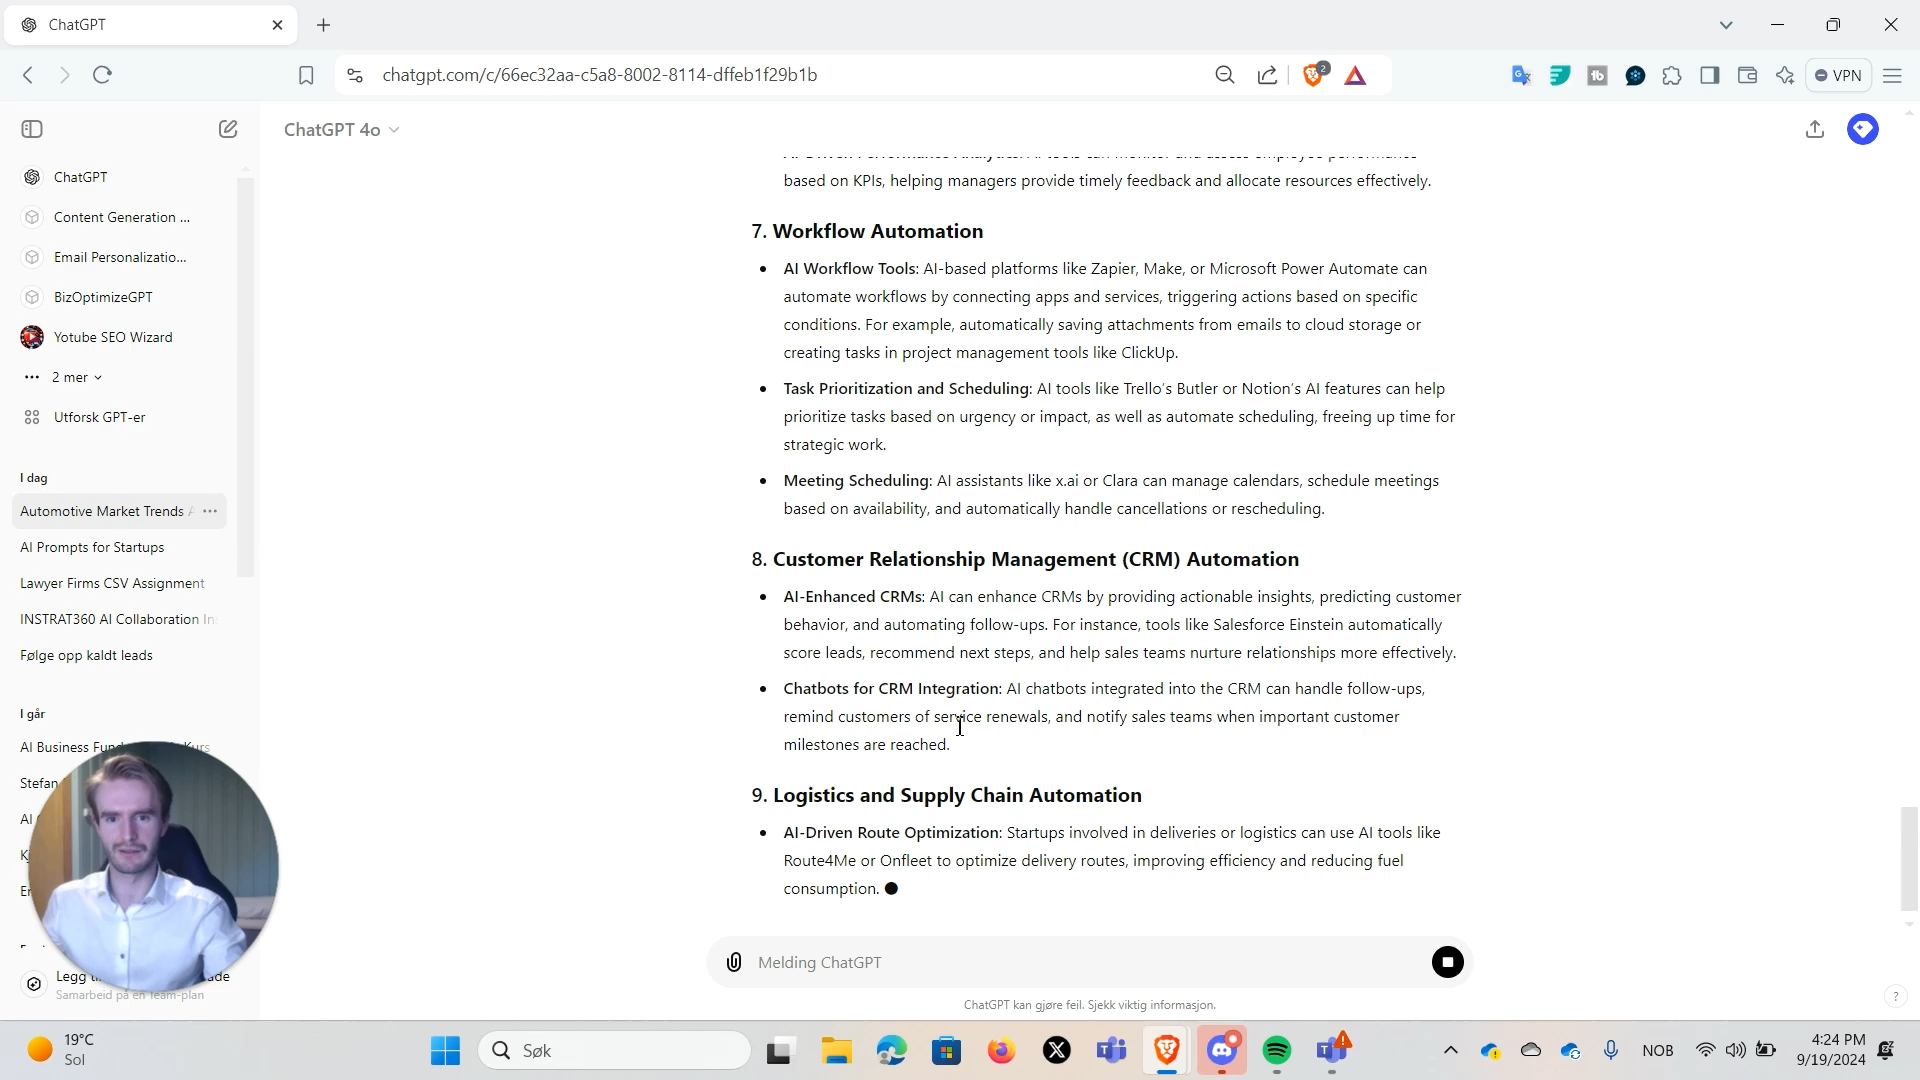 ChatGPT
chatgpt.com/c/66ec32aa-c5a8-8002-8114-dffeb1f29b1b
2
VPN
ChatGPT 4o
ChatGPT
Content Generation ...
Email Personalizatio...
BizOptimizeGPT
Yotube SEO Wizard
2 mer
Utforsk GPT-er
I dag
Automotive Market Trends
AI Prompts for Startups
Lawyer Firms CSV Assignment
INSTRAT360 AI Collaboration In
Følge opp kaldt leads
I går
AI Business
Stefan
Legg
Samarbeid på en Team-plan
based on KPIs, helping managers provide timely feedback and allocate resources effectively.
7. Workflow Automation
• AI Workflow Tools: AI-based platforms like Zapier, Make, or Microsoft Power Automate can
automate workflows by connecting apps and services, triggering actions based on specific
conditions. For example, automatically saving attachments from emails to cloud storage or
creating tasks in project management tools like ClickUp.
• Task Prioritization and Scheduling: AI tools like Trello's Butler or Notion's AI features can help
prioritize tasks based on urgency or impact, as well as automate scheduling, freeing up time for
strategic work.
• Meeting Scheduling: AI assistants like x.ai or Clara can manage calendars, schedule meetings
based on availability, and automatically handle cancellations or rescheduling.
8. Customer Relationship Management (CRM) Automation
• AI-Enhanced CRMs: AI can enhance CRMs by providing actionable insights, predicting customer
behavior, and automating follow-ups. For instance, tools like Salesforce Einstein automatically
score leads, recommend next steps, and help sales teams nurture relationships more effectively.
• Chatbots for CRM Integration: AI chatbots integrated into the CRM can handle follow-ups,
remind customers of service renewals, and notify sales teams when important customer
milestones are reached.
9. Logistics and Supply Chain Automation
• AI-Driven Route Optimization: Startups involved in deliveries or logistics can use AI tools like
Route4Me or Onfleet to optimize delivery routes, improving efficiency and reducing fuel
consumption.
Melding ChatGPT
ChatGPT kan gjøre feil. Sjekk viktig informasjon.
?
19°C
Sol
Søk
NOB
4:24 PM
9/19/2024